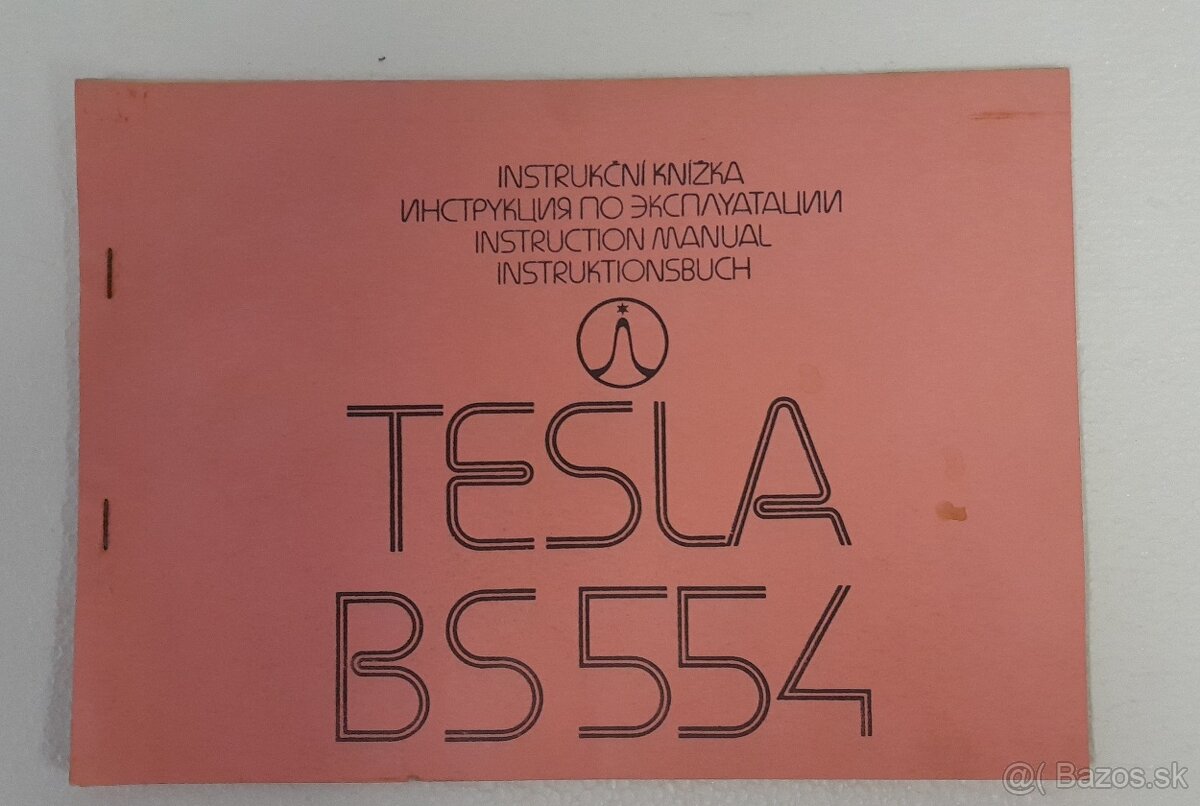 INSTRUKČNÍ KNÍŽKA
ИНСТРУКЦИЯ ПО ЭКСПЛУАТАЦИИ
INSTRUCTION MANUAL
INSTRUKTIONSBUCH
TESLA
BS 554
@( Bazos.sk